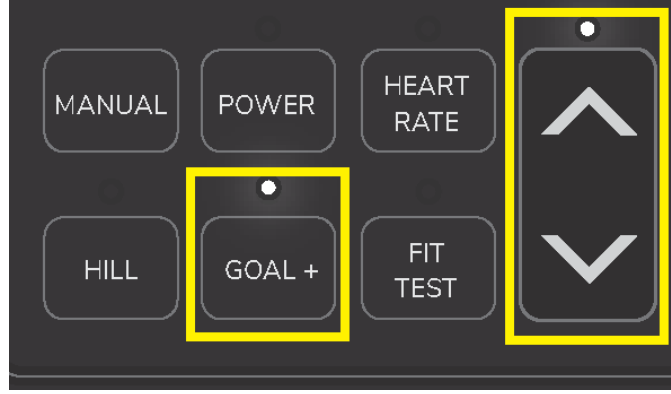 MANUAL
POWER
HEART
RATE
HILL
GOAL +
FIT
TEST